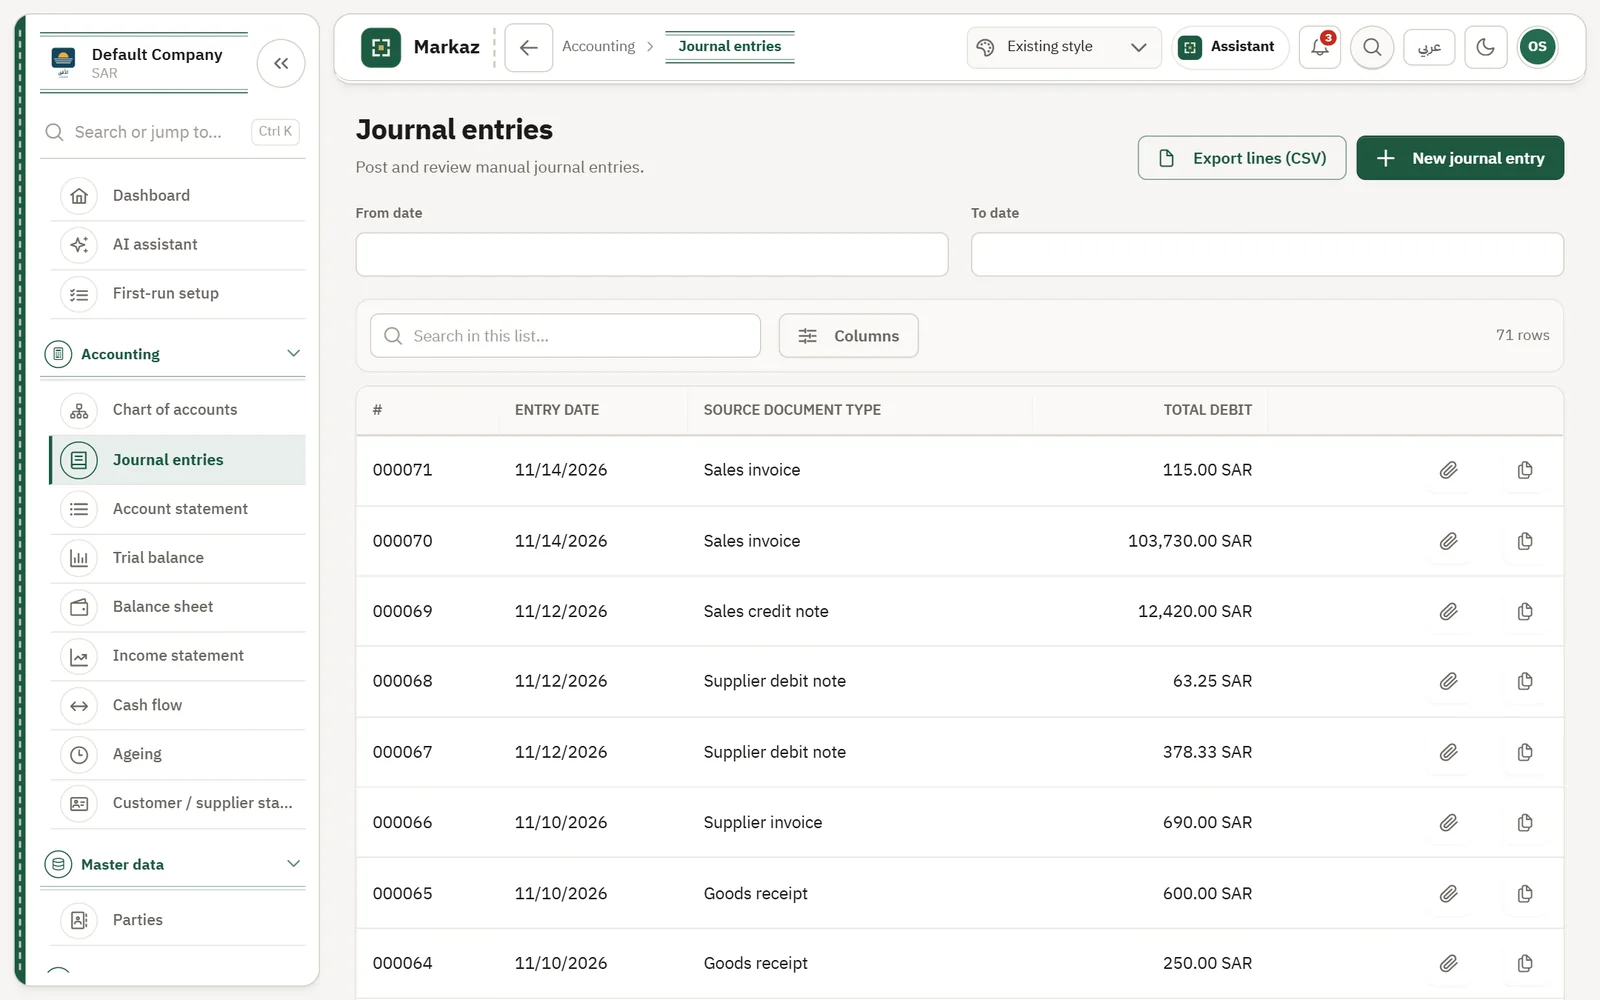 Default Company
SAR
Search or jump to...
Ctrl K
Dashboard
AI assistant
First-run setup
Accounting
Chart of accounts
Journal entries
Account statement
Trial balance
Balance sheet
Income statement
Cash flow
Ageing
Customer / supplier sta...
Master data
Parties
Markaz
Accounting
Journal entries
Existing style
Assistant
3
عربي
OS
Journal entries
Post and review manual journal entries.
Export lines (CSV)
New journal entry
From date
To date
Search in this list...
Columns
71 rows
# ENTRY DATE SOURCE DOCUMENT TYPE TOTAL DEBIT
000071 11/14/2026 Sales invoice 115.00 SAR
000070 11/14/2026 Sales invoice 103,730.00 SAR
000069 11/12/2026 Sales credit note 12,420.00 SAR
000068 11/12/2026 Supplier debit note 63.25 SAR
000067 11/12/2026 Supplier debit note 378.33 SAR
000066 11/10/2026 Supplier invoice 690.00 SAR
000065 11/10/2026 Goods receipt 600.00 SAR
000064 11/10/2026 Goods receipt 250.00 SAR